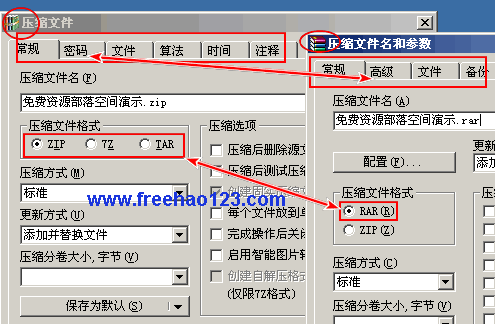 压缩文件
常规 密码 文件 算法 时间 注释
压缩文件名(F)
免费资源部落空间演示.zip
压缩文件格式
ZIP 7Z TAR
压缩方式(M)
标准
更新方式(U)
添加并替换文件
压缩分卷大小,字节(V)
保存为默认(S)
压缩选项
压缩后删除源文
压缩后测试压缩
创建固实压缩文
每个文件放到单
完成操作后关闭
启用智能图片转
创建自解压格式
(仅限7Z格式)
www.freehao123.com
压缩文件名和参数
常规 高级 文件 备份
压缩文件名(A)
免费资源部落空间演示.rar
配置(F)...
更新
添加
压缩文件格式
RAR(R)
ZIP(Z)
压缩方式(C)
标准
压缩分卷大小,字节(V)